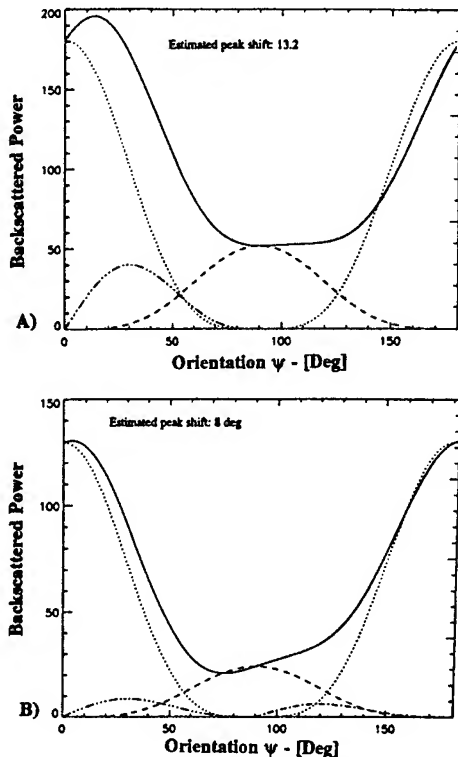 200
Estimated peak shift: 13.2
150
100
50
0
Backscattered Power
A)
0 50 100 150
Orientation ψ - [Deg]
150
Estimated peak shift: 8 deg
100
50
0
Backscattered Power
B)
0 50 100 150
Orientation ψ - [Deg]